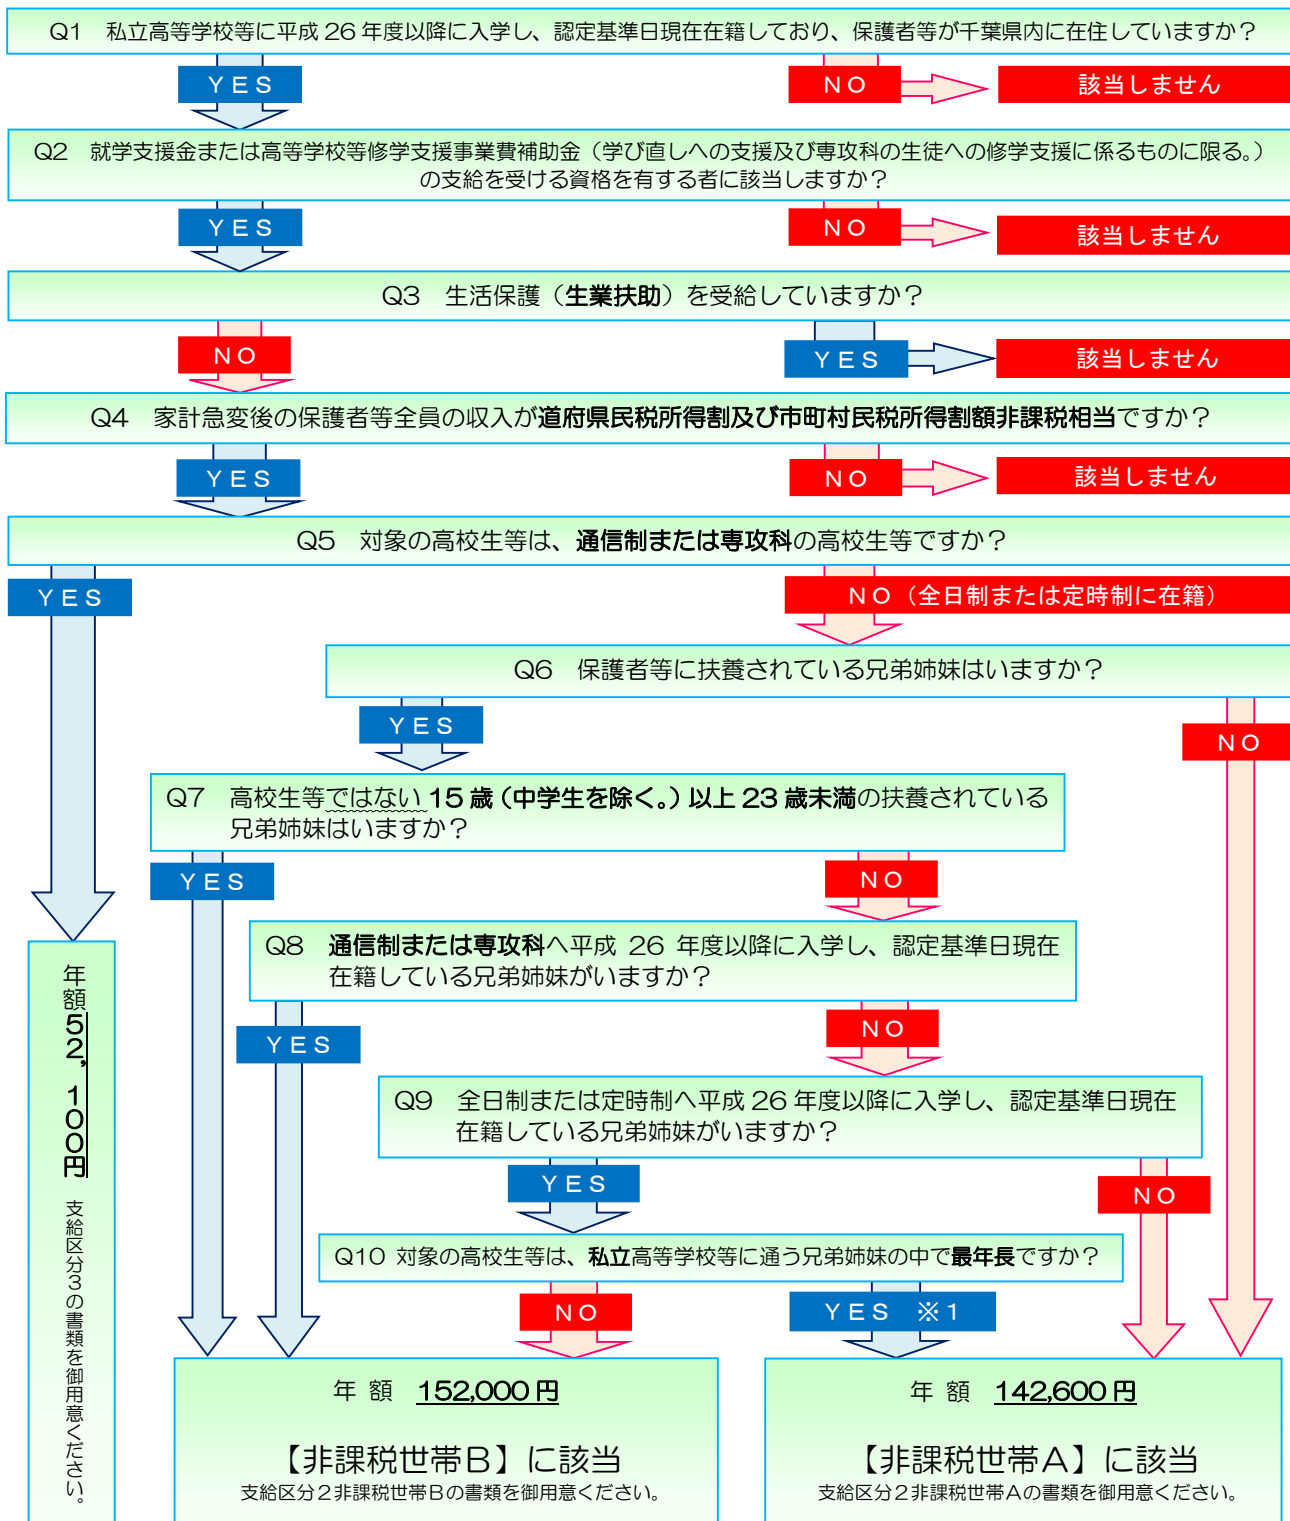 Q1　私立高等学校等に平成 26 年度以降に入学し、認定基準日現在在籍しており、保護者等が千葉県内に在住していますか？
ＹＥＳ
ＮＯ
該当しません
Q2　就学支援金または高等学校等修学支援事業費補助金（学び直しへの支援及び専攻科の生徒への修学支援に係るものに限る。）
の支給を受ける資格を有する者に該当しますか？
ＹＥＳ
ＮＯ
該当しません
Q3　生活保護（生業扶助）を受給していますか？
ＮＯ
ＹＥＳ
該当しません
Q4　家計急変後の保護者等全員の収入が道府県民税所得割及び市町村民税所得割額非課税相当ですか？
ＹＥＳ
ＮＯ
該当しません
Q5　対象の高校生等は、通信制または専攻科の高校生等ですか？
ＹＥＳ
ＮＯ（全日制または定時制に在籍）
Q6　保護者等に扶養されている兄弟姉妹はいますか？
ＹＥＳ
ＮＯ
Q7　高校生等ではない 15 歳（中学生を除く。）以上 23 歳未満の扶養されている
兄弟姉妹はいますか？
ＹＥＳ
ＮＯ
Q8　通信制または専攻科へ平成 26 年度以降に入学し、認定基準日現在
在籍している兄弟姉妹がいますか？
ＹＥＳ
ＮＯ
Q9　全日制または定時制へ平成 26 年度以降に入学し、認定基準日現在
在籍している兄弟姉妹がいますか？
ＹＥＳ
ＮＯ
Q10 対象の高校生等は、私立高等学校等に通う兄弟姉妹の中で最年長ですか？
ＮＯ
ＹＥＳ　※１
年額５２，１００円　支給区分３の書類を御用意ください。
年 額　152,000 円
【非課税世帯Ｂ】に該当
支給区分２非課税世帯Ｂの書類を御用意ください。
年 額　142,600 円
【非課税世帯Ａ】に該当
支給区分２非課税世帯Ａの書類を御用意ください。